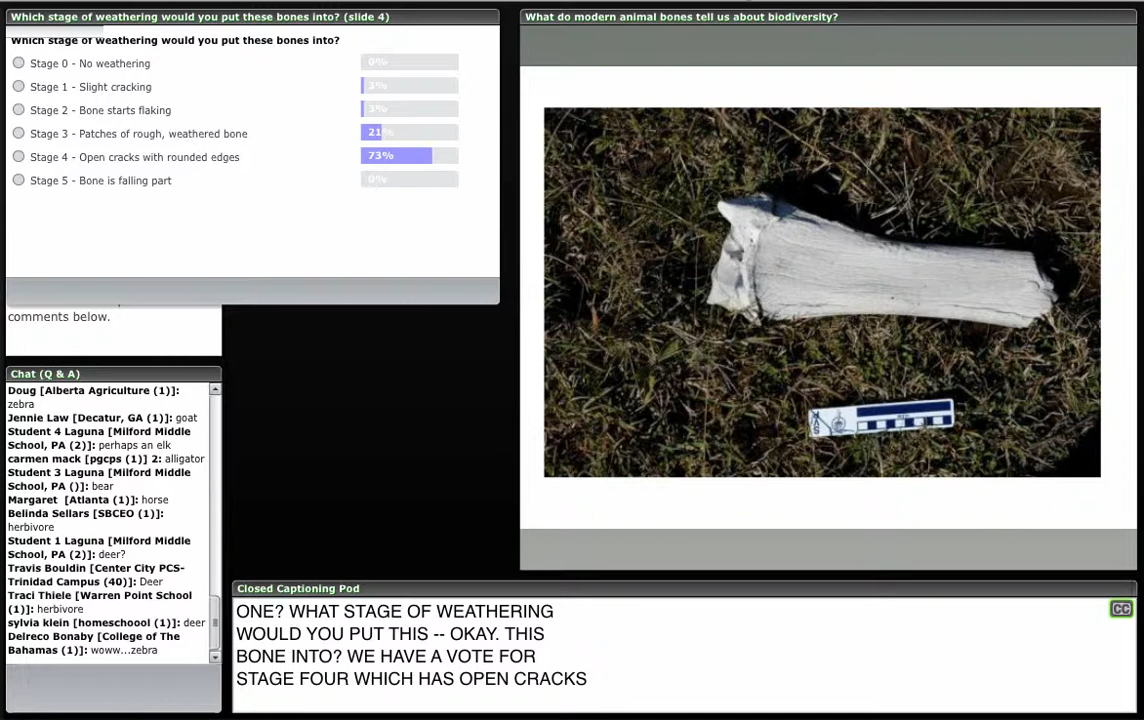 Which stage of weathering would you put these bones into? (slide 4)
Which stage of weathering would you put these bones into?
Stage 0 - No weathering 0%
Stage 1 - Slight cracking 3%
Stage 2 - Bone starts flaking 3%
Stage 3 - Patches of rough, weathered bone 21%
Stage 4 - Open cracks with rounded edges 73%
Stage 5 - Bone is falling part 0%
comments below.
Chat (Q & A)
Doug [Alberta Agriculture (1)]:
zebra
Jennie Law [Decatur, GA (1)]: goat
Student 4 Laguna [Milford Middle
School, PA (2)]: perhaps an elk
carmen mack [pgcps (1)] 2: alligator
Student 3 Laguna [Milford Middle
School, PA ()]: bear
Margaret [Atlanta (1)]: horse
Belinda Sellars [SBCEO (1)]:
herbivore
Student 1 Laguna [Milford Middle
School, PA (2)]: deer?
Travis Bouldin [Center City PCS-
Trinidad Campus (40)]: Deer
Traci Thiele [Warren Point School
(1)]: herbivore
sylvia klein [homeschoool (1)]: deer
Delreco Bonaby [College of The
Bahamas (1)]: woww...zebra
What do modern animal bones tell us about biodiversity?
Closed Captioning Pod
CC
ONE? WHAT STAGE OF WEATHERING
WOULD YOU PUT THIS -- OKAY. THIS
BONE INTO? WE HAVE A VOTE FOR
STAGE FOUR WHICH HAS OPEN CRACKS